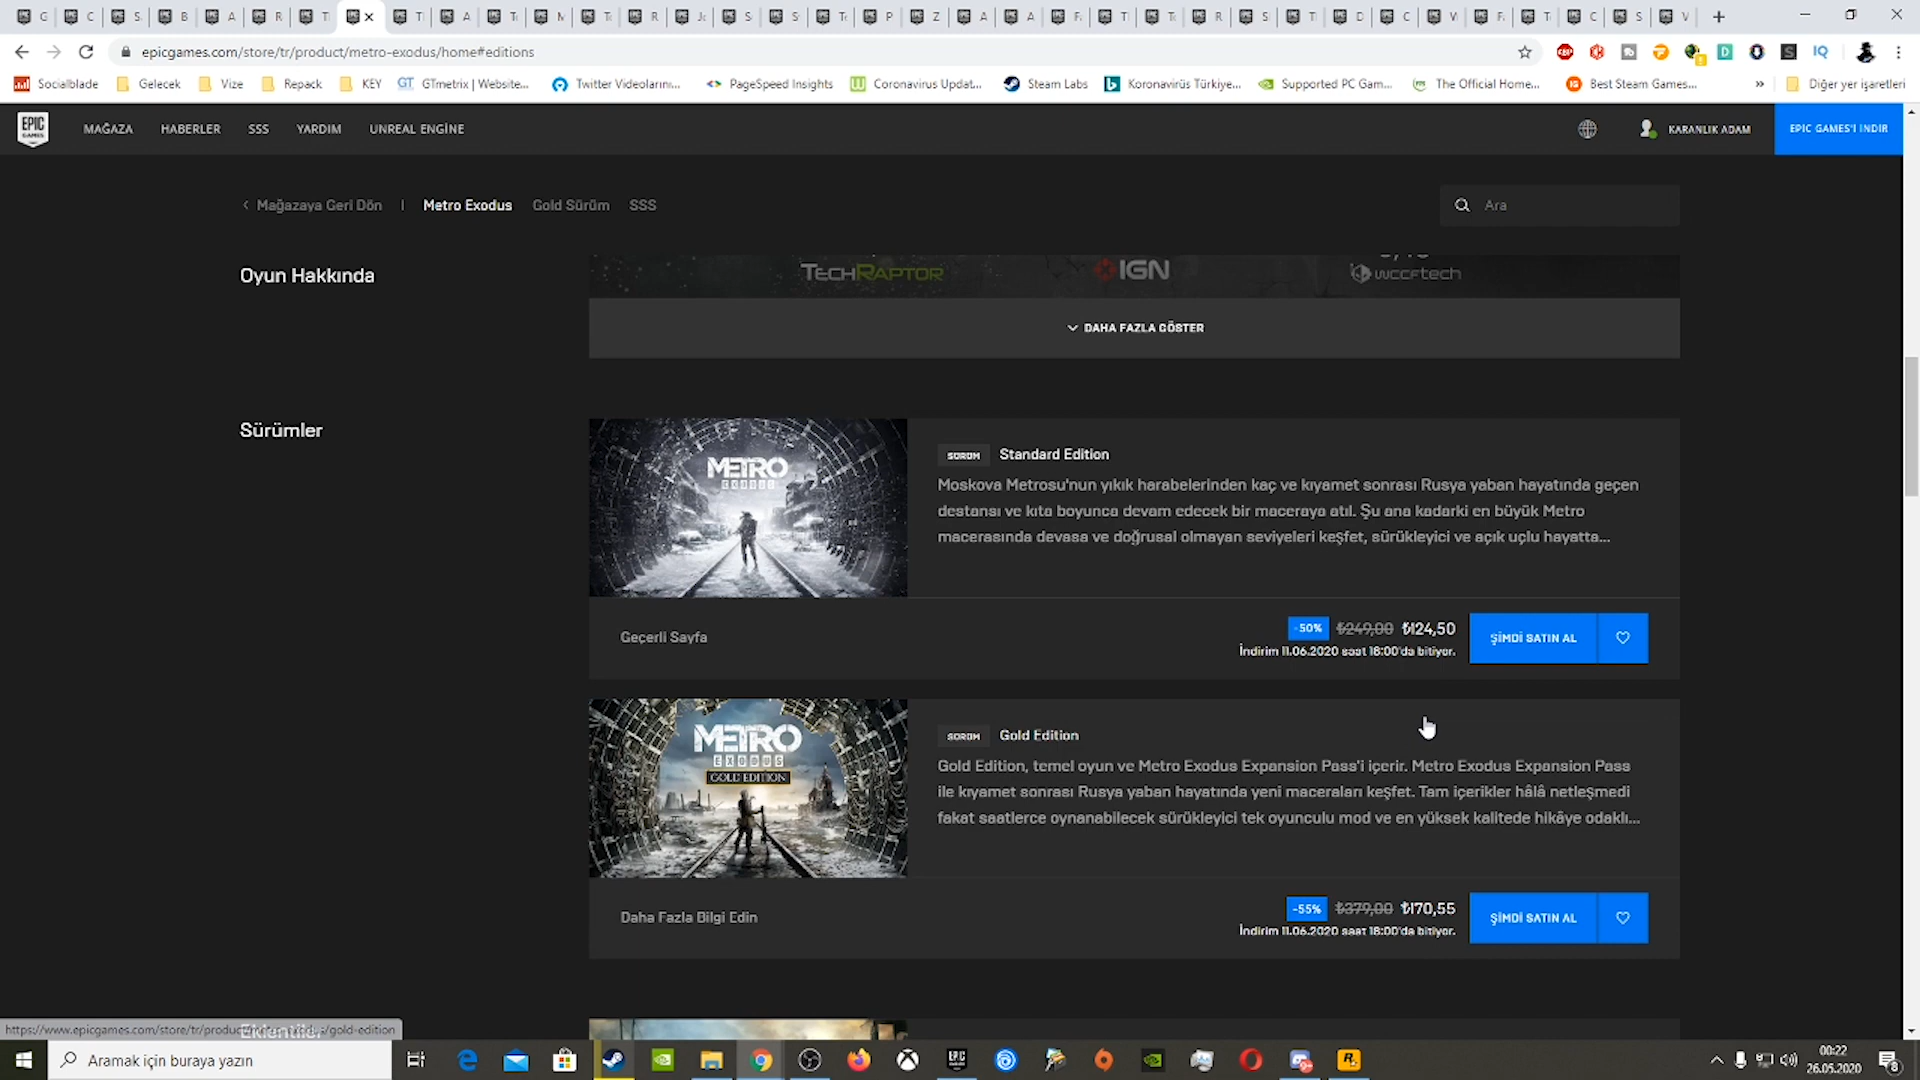 epicgames.com/store/tr/product/metro-exodus/home#editions
Socialblade
Gelecek
Vize
Repack
KEY
GTmetrix | Website...
Twitter Videolarını...
PageSpeed Insights
Coronavirus Updat...
Steam Labs
Koronavirüs Türkiye...
Supported PC Gam...
The Official Home...
Best Steam Games...
»
Diğer yer işaretleri
EPIC GAMES
MAĞAZA
HABERLER
SSS
YARDIM
UNREAL ENGİNE
KARANLIK ADAM
EPIC GAMES'İ İNDİR
Mağazaya Geri Dön
Metro Exodus
Gold Sürüm
SSS
Ara
Oyun Hakkında
TECHRAPTOR
IGN
wccftech
DAHA FAZLA GÖSTER
Sürümler
METRO
EXODUS
SÜRÜM
Standard Edition
Moskova Metrosu'nun yıkık harabelerinden kaç ve kıyamet sonrası Rusya yaban hayatında geçen
destansı ve kıta boyunca devam edecek bir maceraya atıl. Şu ana kadarki en büyük Metro
macerasında devasa ve doğrusal olmayan seviyeleri keşfet, sürükleyici ve açık uçlu hayatta...
Geçerli Sayfa
-50%
₺249,00
₺124,50
İndirim 11.06.2020 saat 18:00'da bitiyor.
ŞİMDİ SATIN AL
METRO
EXODUS
GOLD EDITION
SÜRÜM
Gold Edition
Gold Edition, temel oyun ve Metro Exodus Expansion Pass'i içerir. Metro Exodus Expansion Pass
ile kıyamet sonrası Rusya yaban hayatında yeni maceraları keşfet. Tam içerikler hâlâ netleşmedi
fakat saatlerce oynanabilecek sürükleyici tek oyunculu mod ve en yüksek kalitede hikâye odaklı...
Daha Fazla Bilgi Edin
-55%
₺379,00
₺170,55
İndirim 11.06.2020 saat 18:00'da bitiyor.
ŞİMDİ SATIN AL
Eklentiler
Aramak için buraya yazın
00:22
26.05.2020
8